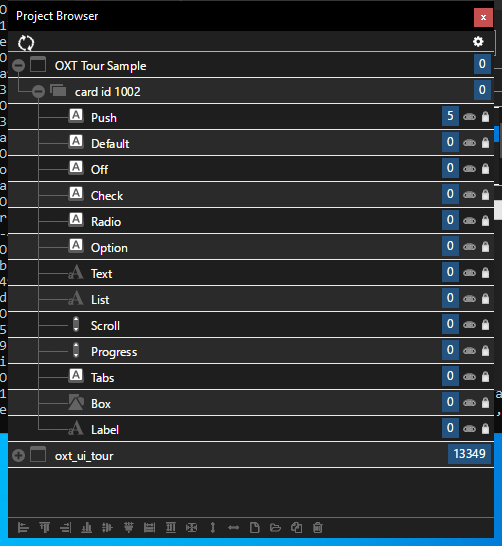 Project Browser x
OXT Tour Sample 0
card id 1002 0
A Push 5
A Default 0
A Off 0
A Check 0
A Radio 0
A Option 0
A Text 0
A List 0
Scroll 0
Progress 0
A Tabs 0
Box 0
A Label 0
oxt_ui_tour 13349